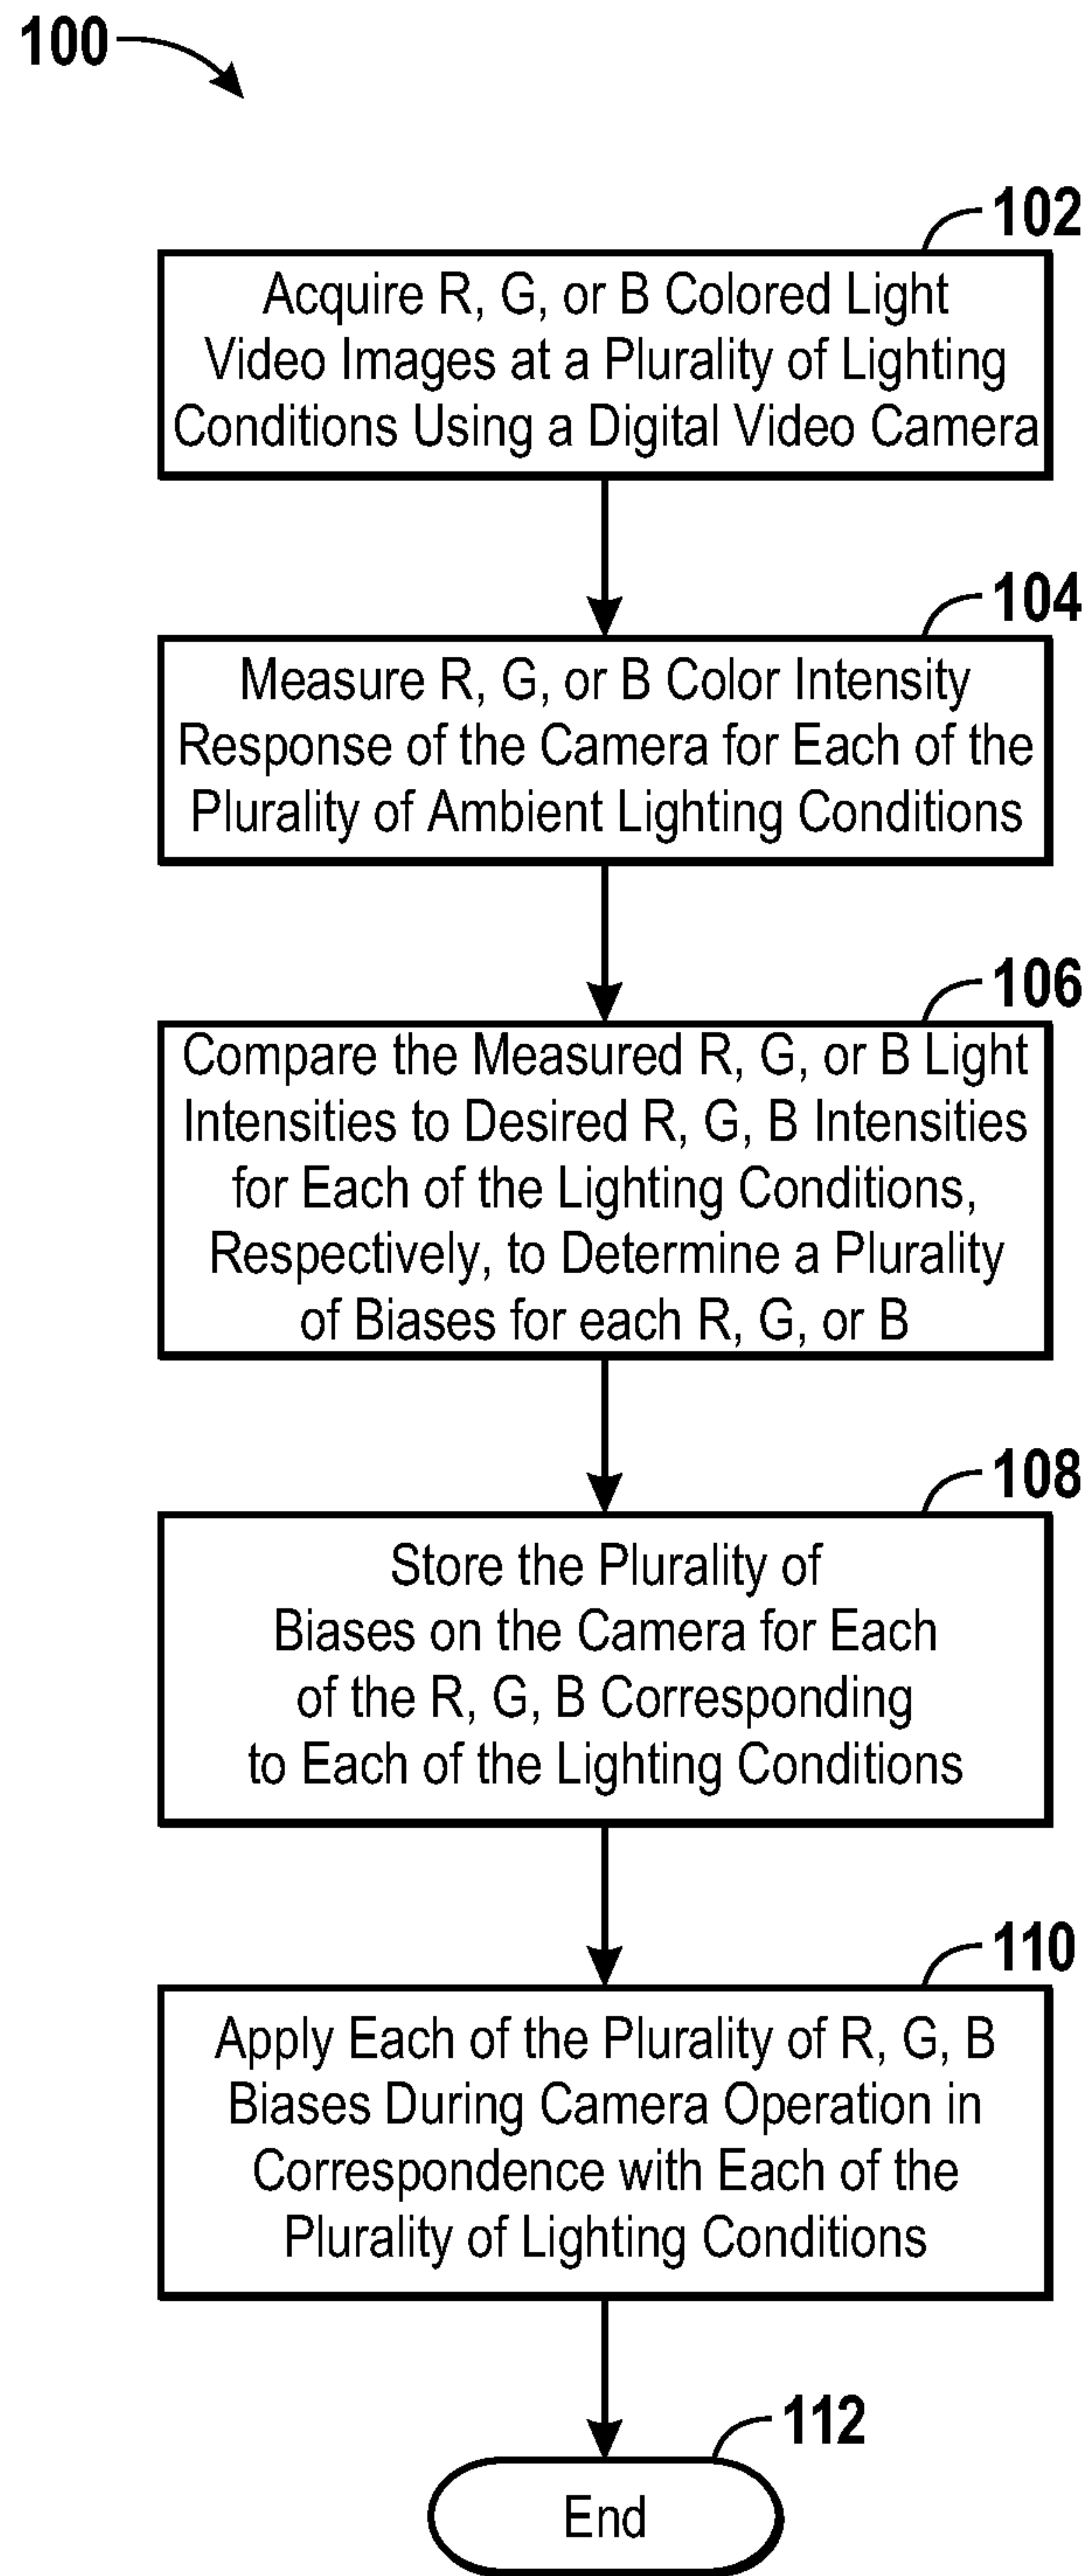 100
102
Acquire R, G, or B Colored Light
Video Images at a Plurality of Lighting
Conditions Using a Digital Video Camera
104
Measure R, G, or B Color Intensity
Response of the Camera for Each of the
Plurality of Ambient Lighting Conditions
106
Compare the Measured R, G, or B Light
Intensities to Desired R, G, B Intensities
for Each of the Lighting Conditions,
Respectively, to Determine a Plurality
of Biases for each R, G, or B
108
Store the Plurality of
Biases on the Camera for Each
of the R, G, B Corresponding
to Each of the Lighting Conditions
110
Apply Each of the Plurality of R, G, B
Biases During Camera Operation in
Correspondence with Each of the
Plurality of Lighting Conditions
112
End